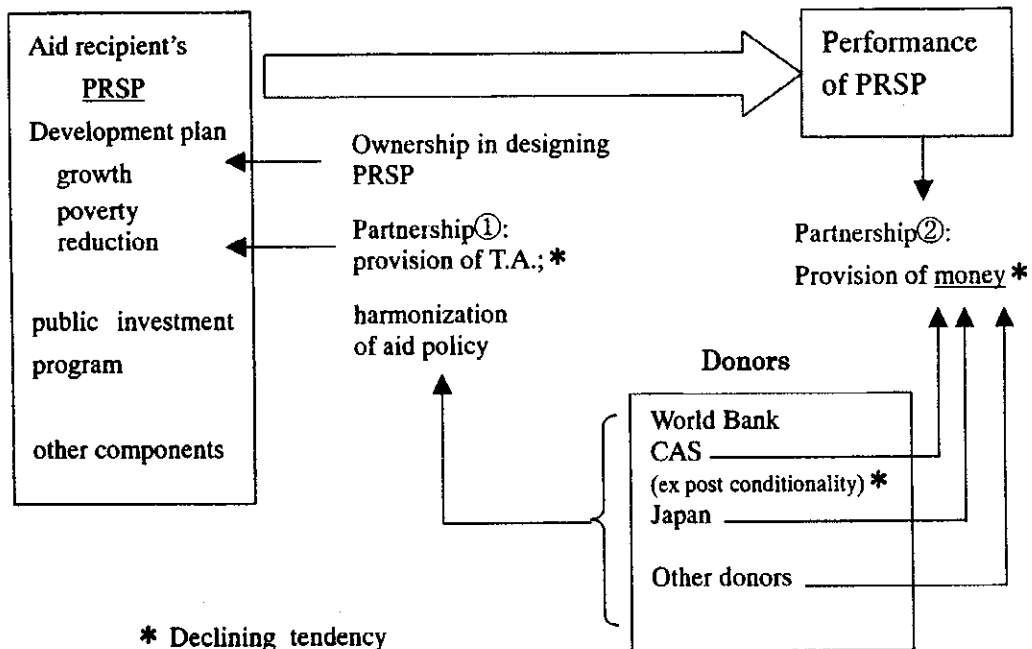 Aid recipient's
PRSP
Development plan
growth
poverty
reduction
public investment
program
other components
Ownership in designing
PRSP
Partnership①:
provision of T.A.;*
harmonization
of aid policy
Performance
of PRSP
Partnership②:
Provision of money*
Donors
World Bank
CAS
(ex post conditionality)*
Japan
Other donors
* Declining tendency